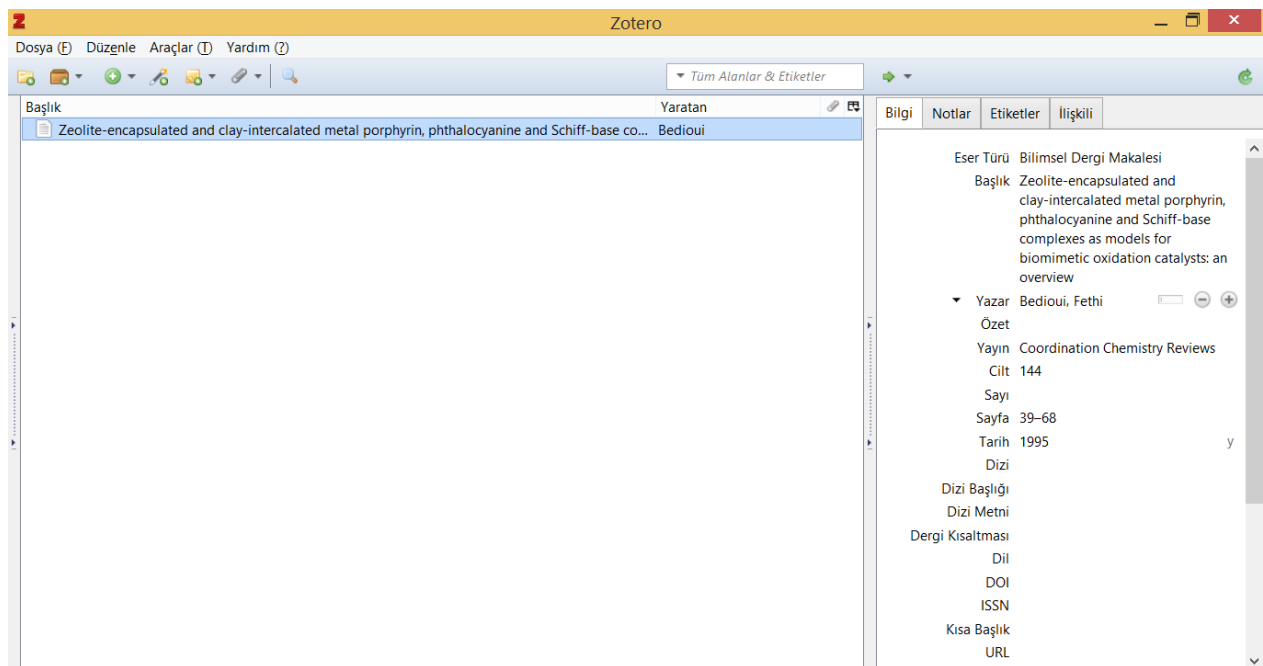 Z Zotero
Dosya (F) Düzenle Araçlar (T) Yardım (?)
Tüm Alanlar & Etiketler
Başlık Yaratan
Zeolite-encapsulated and clay-intercalated metal porphyrin, phthalocyanine and Schiff-base co... Bedioui
Bilgi Notlar Etiketler İlişkili
Eser Türü Bilimsel Dergi Makalesi
Başlık Zeolite-encapsulated and
clay-intercalated metal porphyrin,
phthalocyanine and Schiff-base
complexes as models for
biomimetic oxidation catalysts: an
overview
Yazar Bedioui, Fethi
Özet
Yayın Coordination Chemistry Reviews
Cilt 144
Sayı
Sayfa 39–68
Tarih 1995 y
Dizi
Dizi Başlığı
Dizi Metni
Dergi Kısaltması
Dil
DOI
ISSN
Kısa Başlık
URL